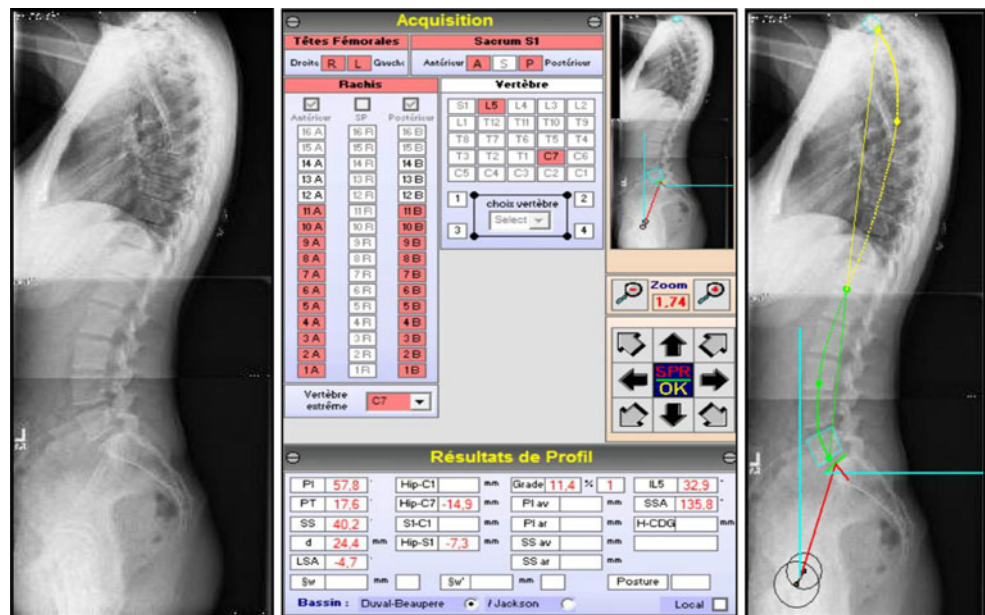 Acquisition
Têtes Fémorales
Sacrum S1
Droite R L Gauche
Antérieur A S P Postérieur
Rachis
Antérieur SP Postérieur
16 A 16 R 16 B
15 A 15 R 15 B
14 A 14 R 14 B
13 A 13 R 13 B
12 A 12 R 12 B
11 A 11 R 11 B
10 A 10 R 10 B
9 A 9 R 9 B
8 A 8 R 8 B
7 A 7 R 7 B
6 A 6 R 6 B
5 A 5 R 5 B
4 A 4 R 4 B
3 A 3 R 3 B
2 A 2 R 2 B
1 A 1 R 1 B
Vertèbre extrême C7
Vertèbre
S1 L5 L4 L3 L2
L1 T12 T11 T10 T9
T8 T7 T6 T5 T4
T3 T2 T1 C7 C6
C5 C4 C3 C2 C1
1 choix vertèbre 2
Select
3 4
Zoom
1,74
SPR
OK
Résultats de Profil
PI 57,8 ° Hip-C1 mm Grade 11,4 % 1 IL5 32,9 °
PT 17,6 ° Hip-C7 -14,9 mm PI av mm SSA 135,8 °
SS 40,2 ° S1-C1 mm PI ar mm H-CDG mm
d 24,4 mm Hip-S1 -7,3 mm SS av mm
LSA -4,7 ° SS ar mm
Sw mm Sw' mm Posture
Bassin : Duval-Beaupere / Jackson Local